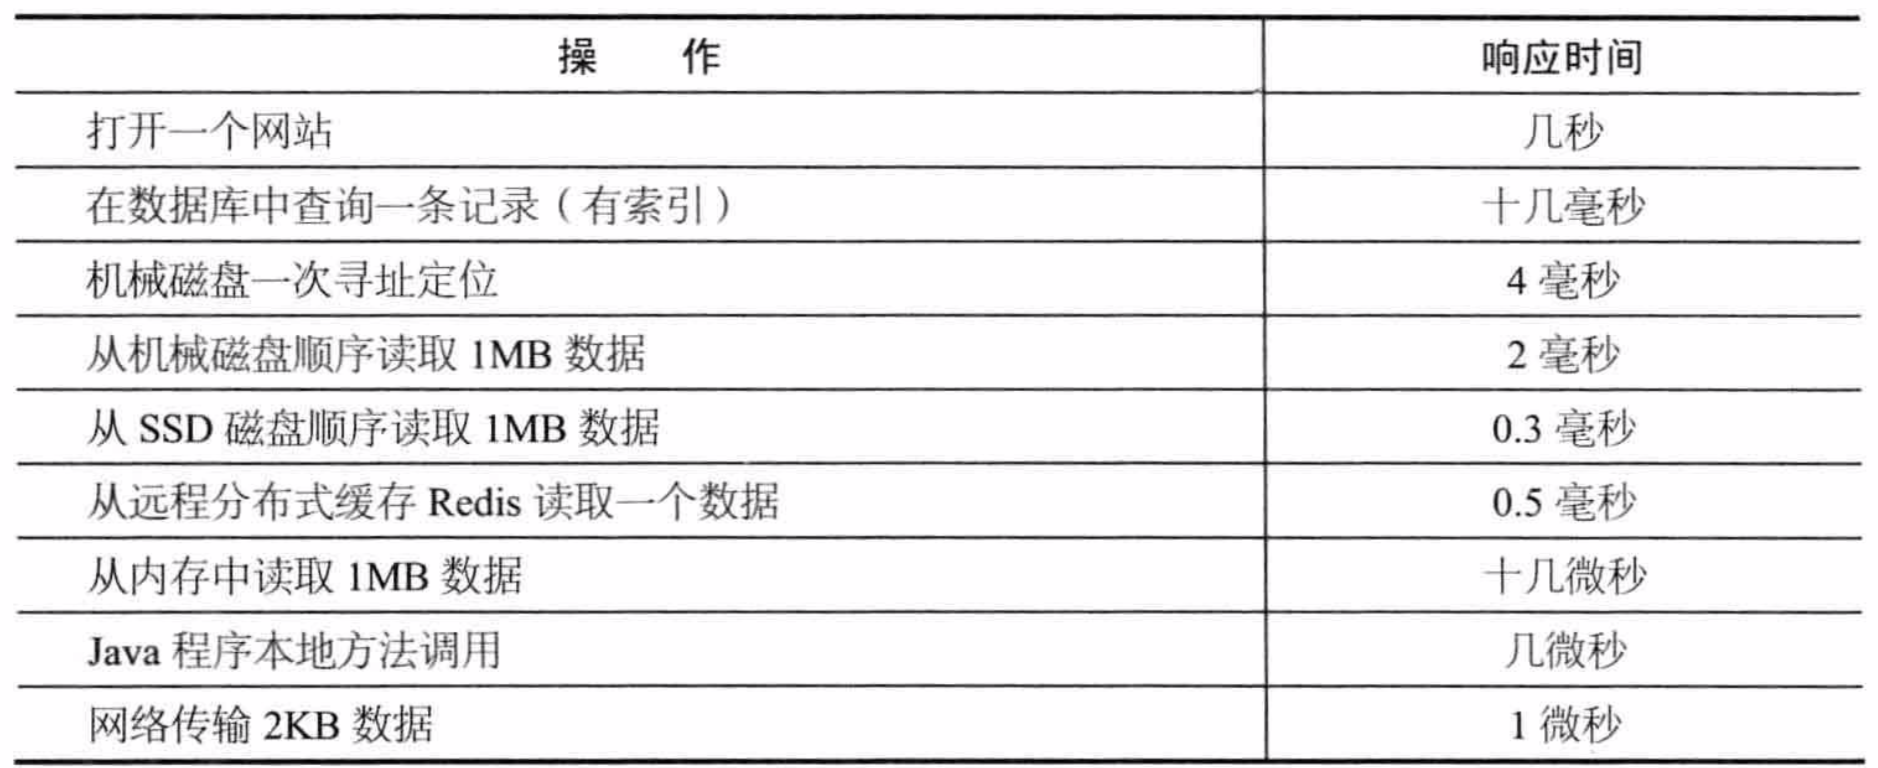 操 作 响应时间
打开一个网站 几秒
在数据库中查询一条记录（有索引） 十几毫秒
机械磁盘一次寻址定位 4 毫秒
从机械磁盘顺序读取 1MB 数据 2 毫秒
从 SSD 磁盘顺序读取 1MB 数据 0.3 毫秒
从远程分布式缓存 Redis 读取一个数据 0.5 毫秒
从内存中读取 1MB 数据 十几微秒
Java 程序本地方法调用 几微秒
网络传输 2KB 数据 1 微秒